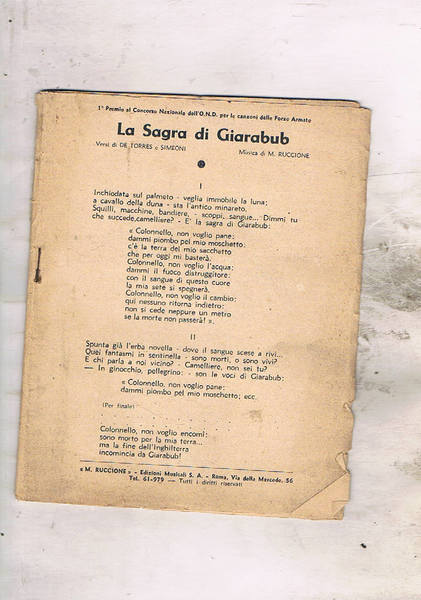 1° Premio al Concorso Nazionale dell'O.N.D. per le canzoni delle Forze Armate
La Sagra di Giarabub
Versi di DE TORRES e SIMEONI Musica di M. RUCCIONE
I
Inchiodata sul palmeto - veglia immobile la luna;
a cavallo della duna - sta l'antico minareto.
Squilli, macchine, bandiere, - scoppi, sangue... Dimmi tu
che succede, camelliere? - E' la sagra di Giarabub:
« Colonnello, non voglio pane:
dammi piombo pel mio moschetto:
c'è la terra del mio sacchetto
che per oggi mi basterà.
Colonnello, non voglio l'acqua:
dammi il fuoco distruggitore:
con il sangue di questo cuore
la mia sete si spegnerà.
Colonnello, non voglio il cambio:
qui nessuno ritorna indietro:
non si cede neppure un metro
se la morte non passerà! ».
II
Spunta già l'erba novella - dove il sangue scese a rivi...
Quei fantasmi in sentinella - sono morti, o sono vivi?
E chi parla a noi vicino? - Camelliere, non sei tu?
— In ginocchio, pellegrino: - son le voci di Giarabub:
« Colonnello, non voglio pane:
dammi piombo pel mio moschetto; ecc.
(Per finale)
Colonnello, non voglio encomi:
sono morto per la mia terra...
ma la fine dell'Inghilterra
incomincia da Giarabub!
« M. RUCCIONE » - Edizioni Musicali S. A. - Roma, Via della Mercede, 56
Tel. 61-979 — Tutti i diritti riservati